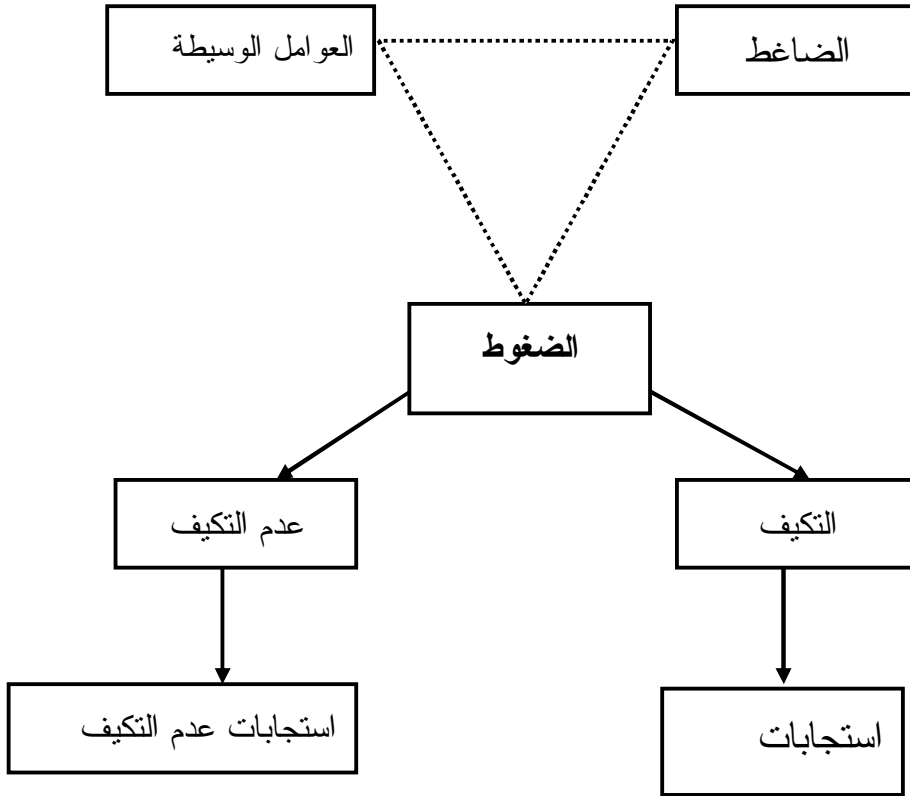 الضاغط
العوامل الوسيطة
الضغوط
التكيف
عدم التكيف
استجابات
استجابات عدم التكيف